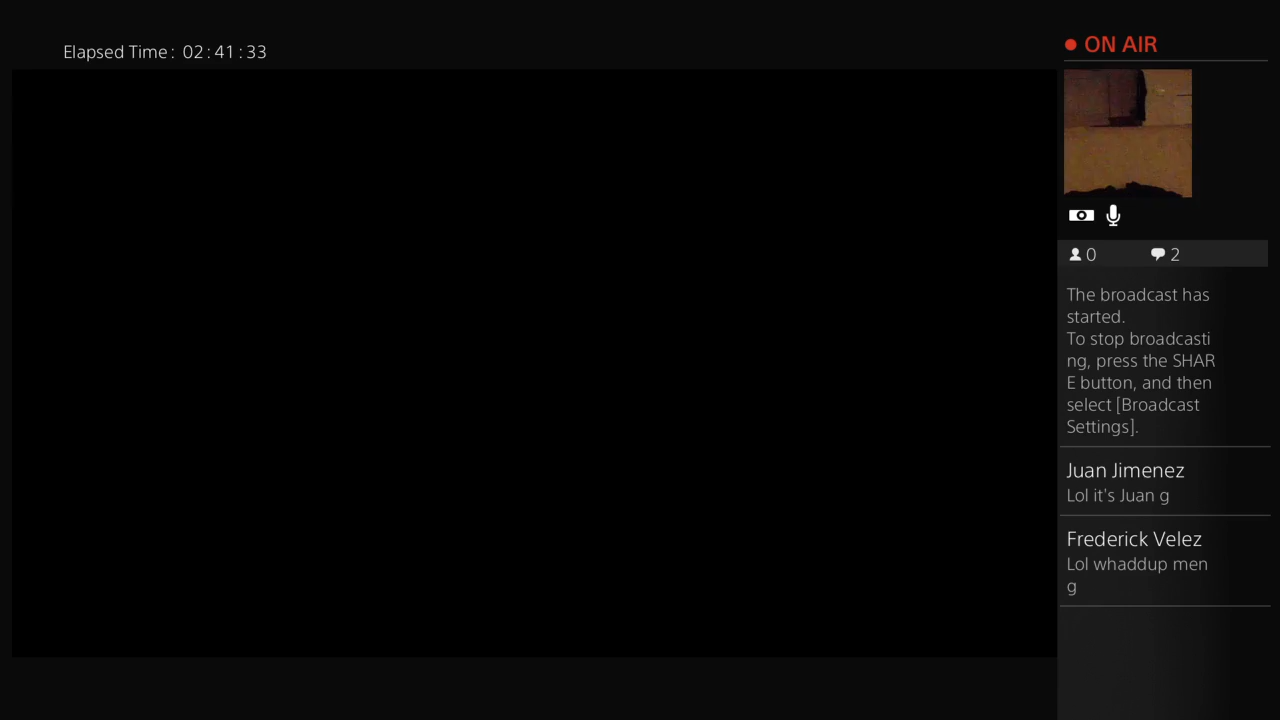 Elapsed Time: 02:41:33
ON AIR
0 2
The broadcast has
started.
To stop broadcasti
ng, press the SHAR
E button, and then
select [Broadcast
Settings].
Juan Jimenez
Lol it's Juan g
Frederick Velez
Lol whaddup men
g